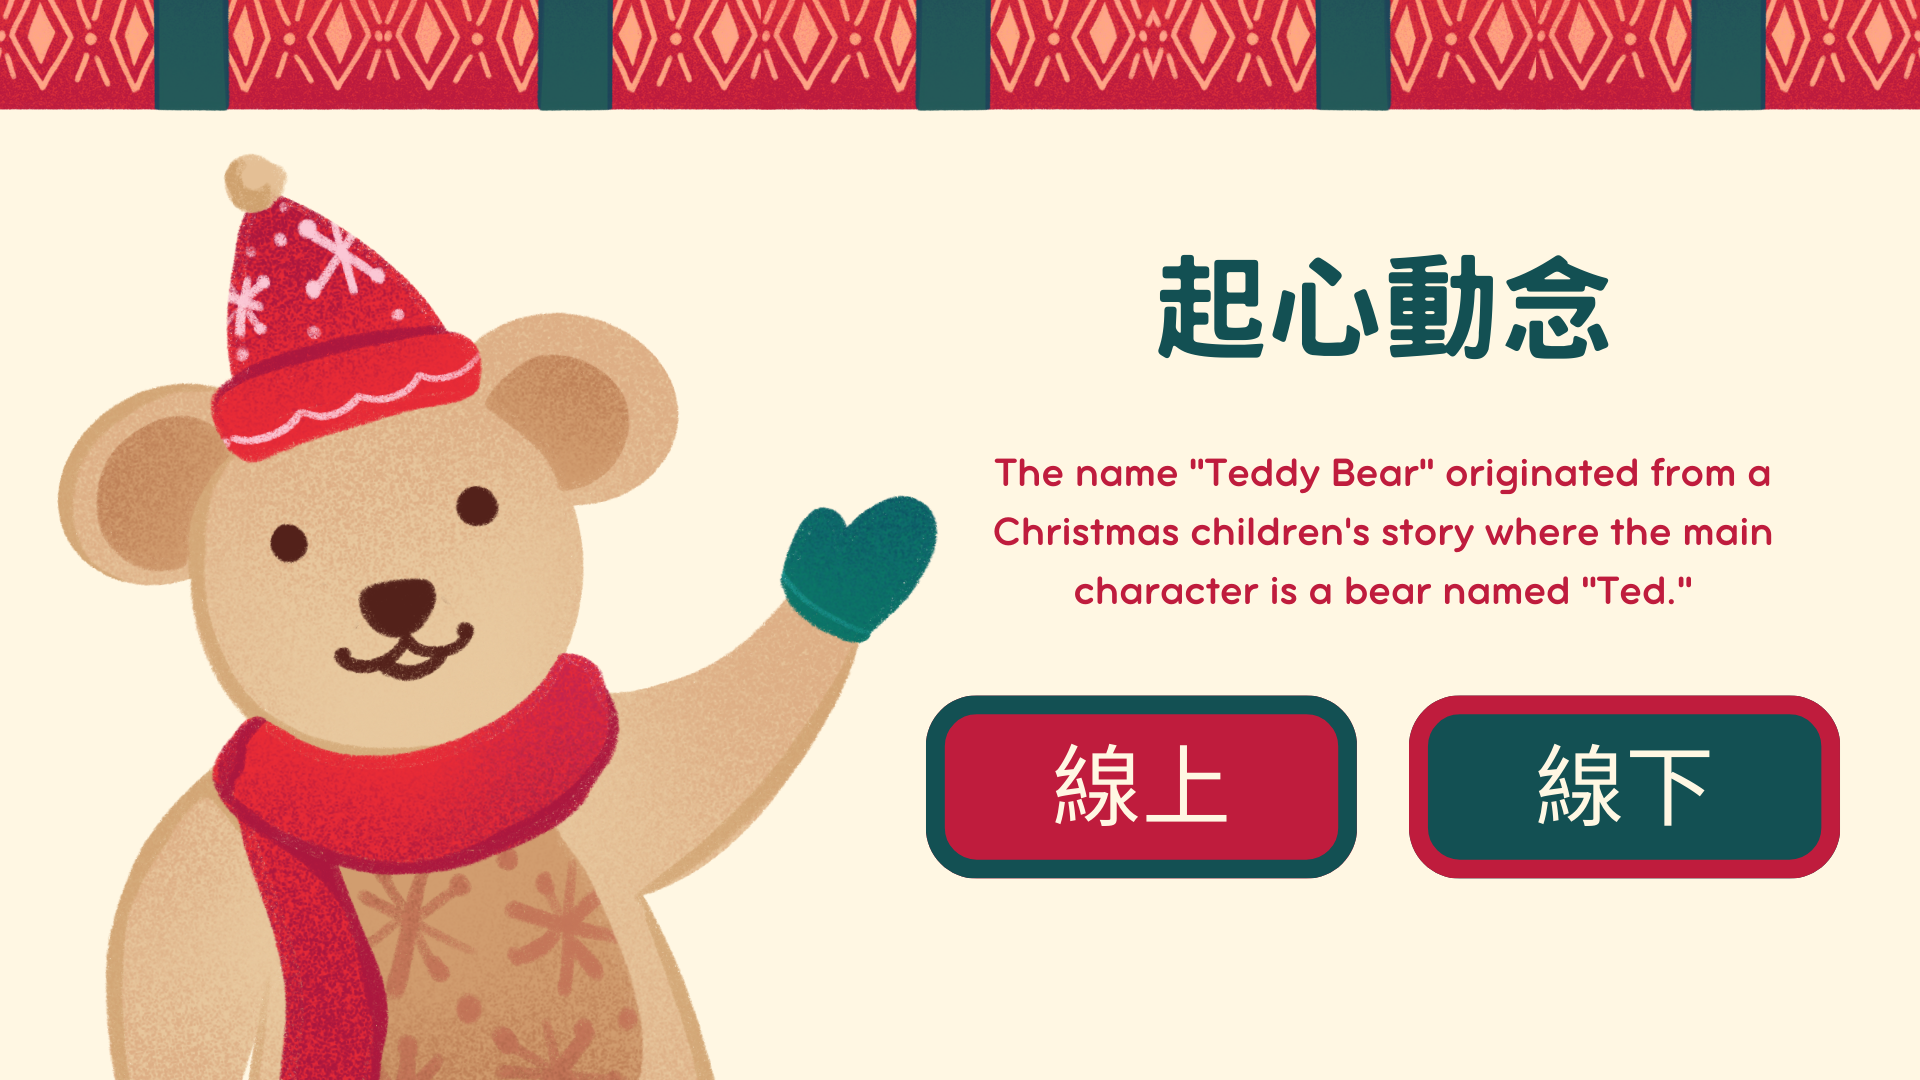 起心動念
The name "Teddy Bear" originated from a
Christmas children's story where the main
character is a bear named "Ted."
線上
線下